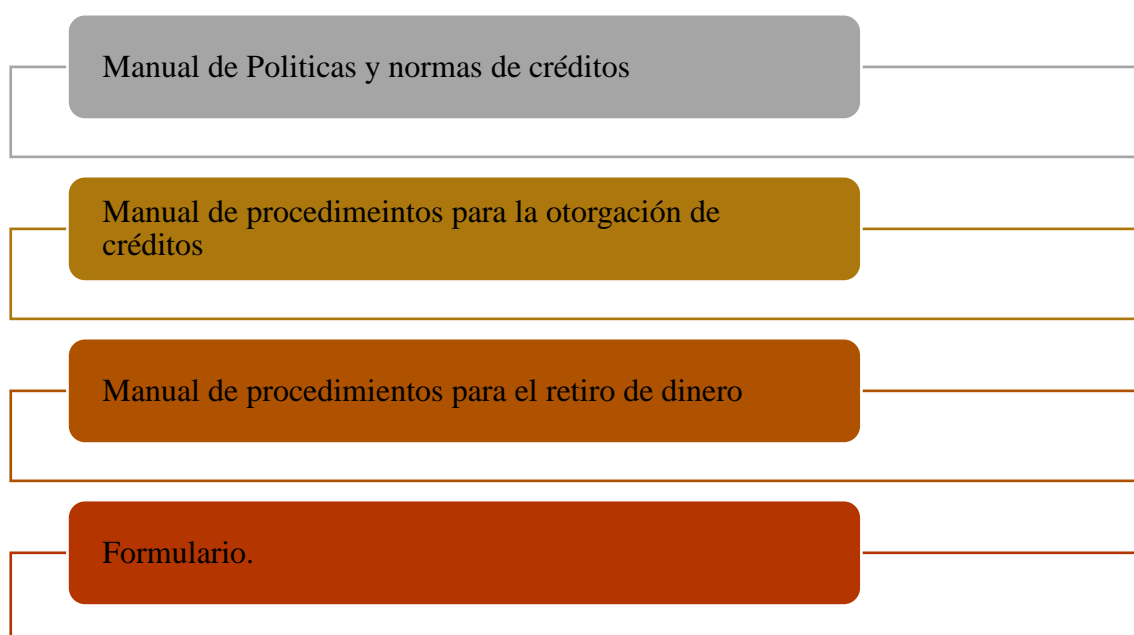 Manual de Politicas y normas de créditos
Manual de procedimeintos para la otorgación de
créditos
Manual de procedimientos para el retiro de dinero
Formulario.